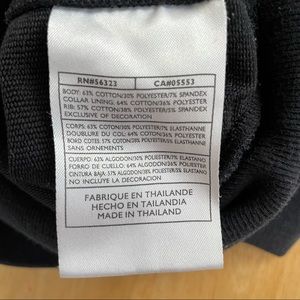 RN#56323 CA#05553
BODY: 63% COTTON/30% POLYESTER/7% SPANDEX
COLLAR LINING: 64% COTTON/36% POLYESTER
RIB: 57% COTTON/38% POLYESTER/5% SPANDEX
EXCLUSIVE OF DECORATION
CORPS: 63% COTON/30% POLYESTER/7% ELASTHANNE
DOUBLURE DU COL: 64% COTON/36% POLYESTER
BORD COTES: 57% COTON/38% POLYESTER/5% ELASTHANNE
SANS ORNEMENTS
CUERPO: 63% ALGODON/30% POLIESTER/7% ELASTANO
FORRO DE CUELLO: 64% ALGODON/36% POLIESTER
CINTURA BAJA: 57% ALGODON/38% POLIESTER/5% ELASTANO
NO INCLUYE LA DECORACION
FABRIQUE EN THAILANDE
HECHO EN TAILANDIA
MADE IN THAILAND